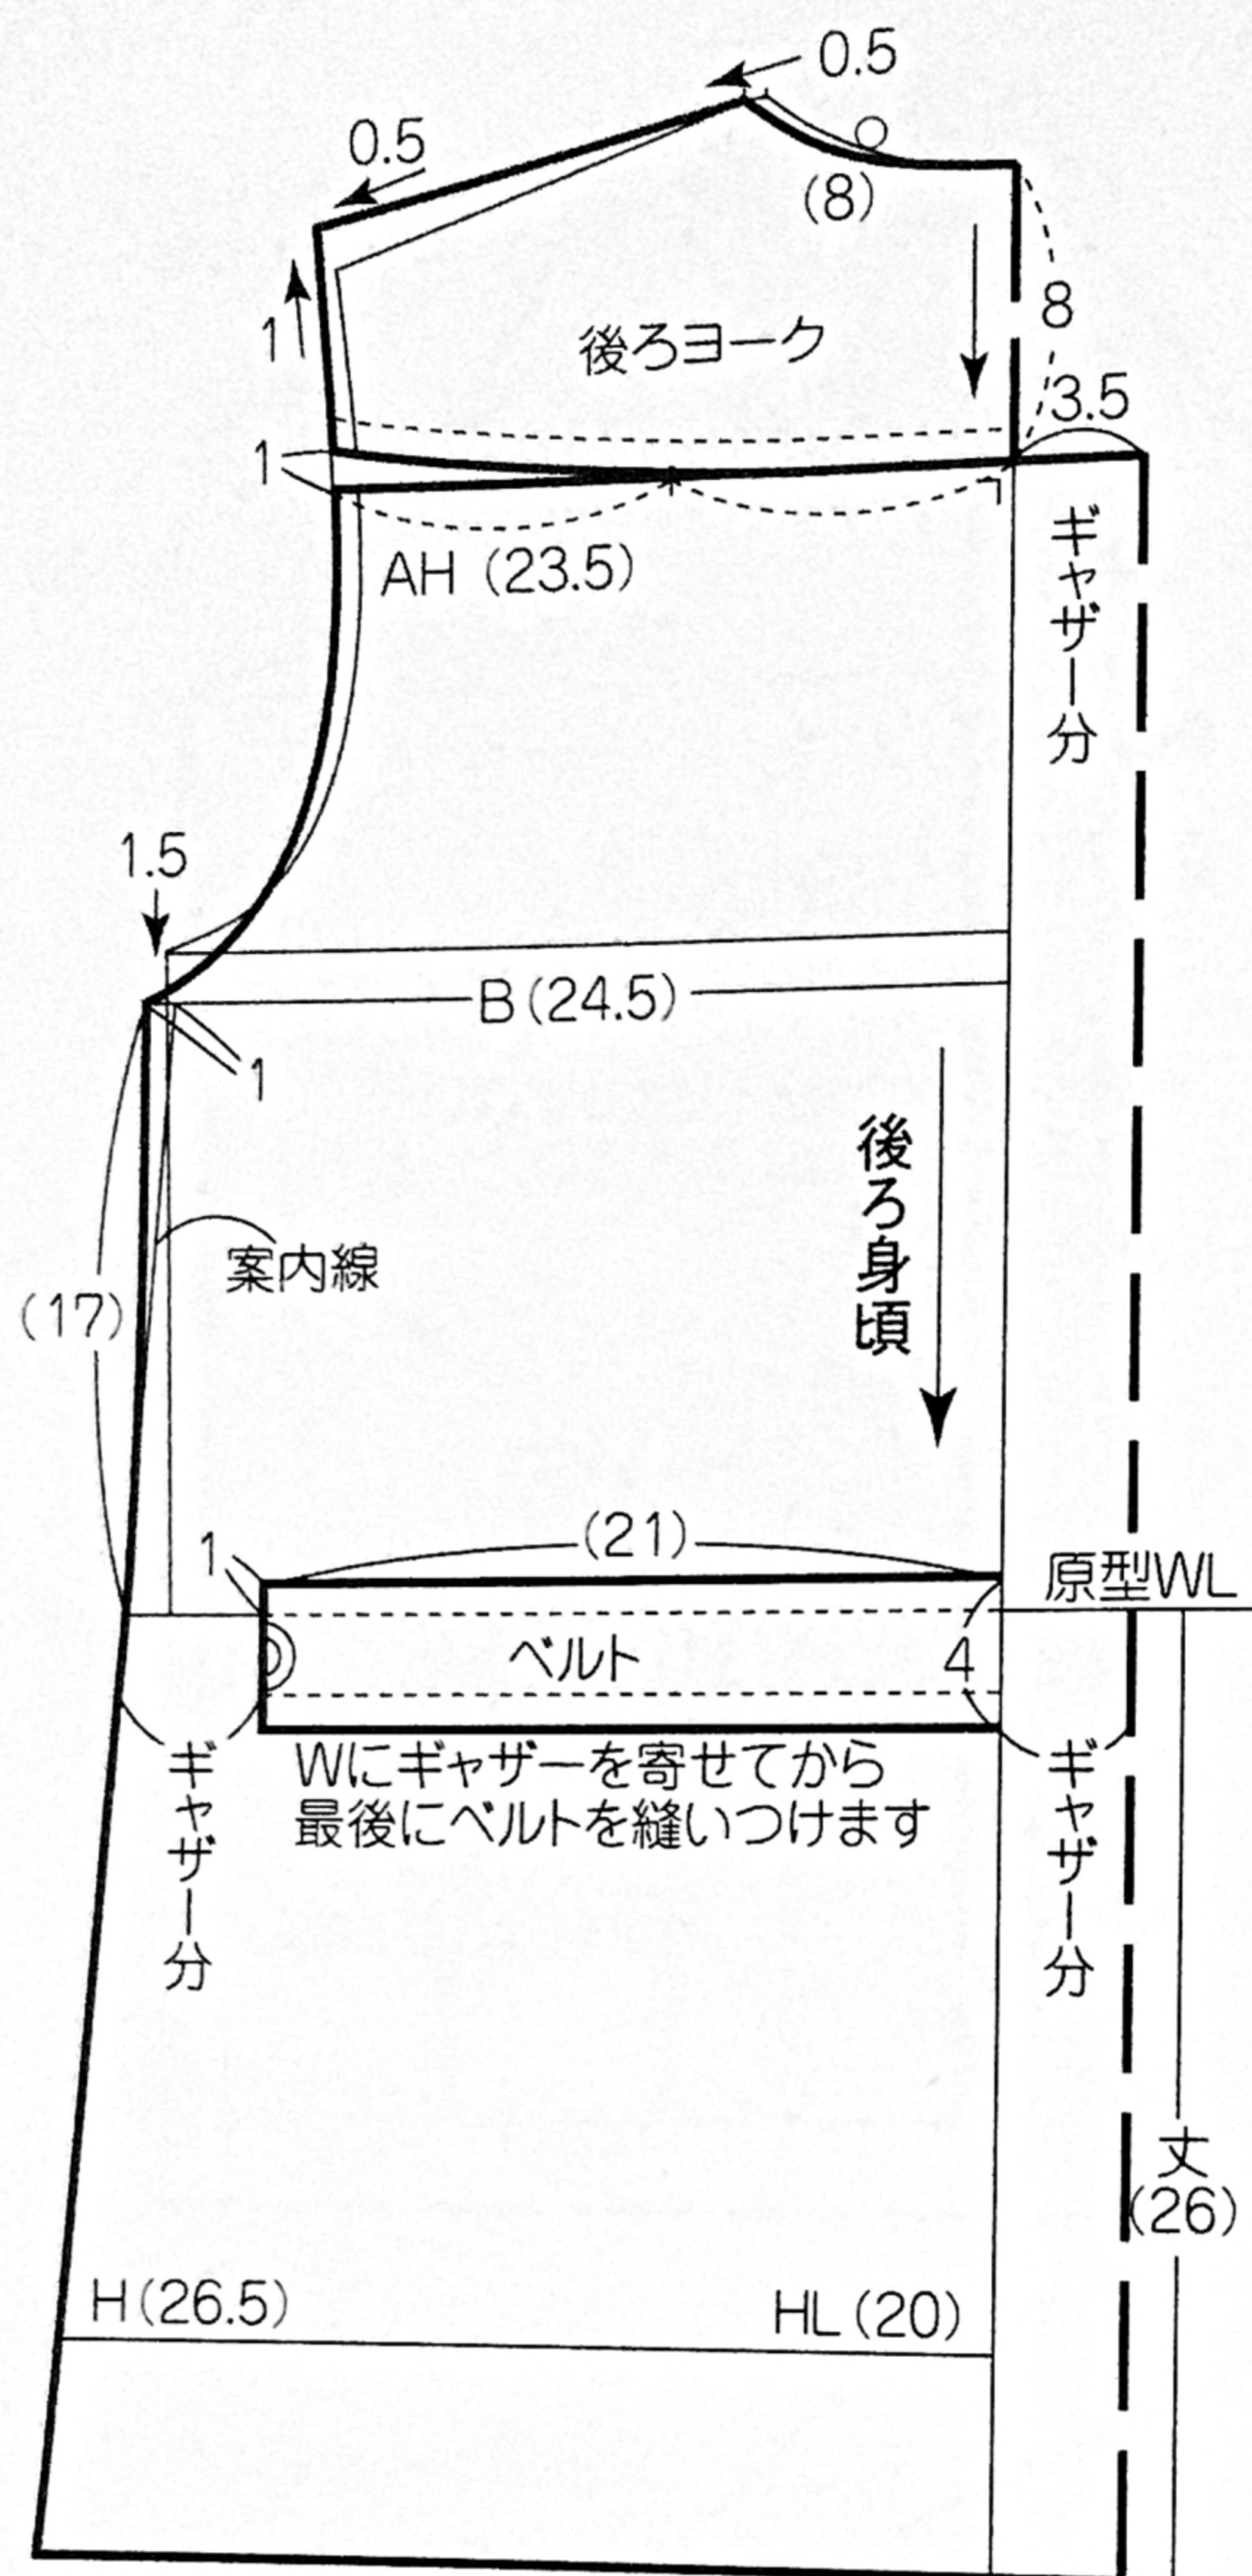 0.5
0.5
(8)
1
後ろヨーク
8
3.5
1
AH (23.5)
ギャザー分
1.5
B(24.5)
1
後ろ身頃
案内線
(17)
1
(21)
原型WL
ベルト
4
Wにギャザーを寄せてから
最後にベルトを縫いつけます
ギャザー分
ギャザー分
丈
(26)
H(26.5)
HL(20)